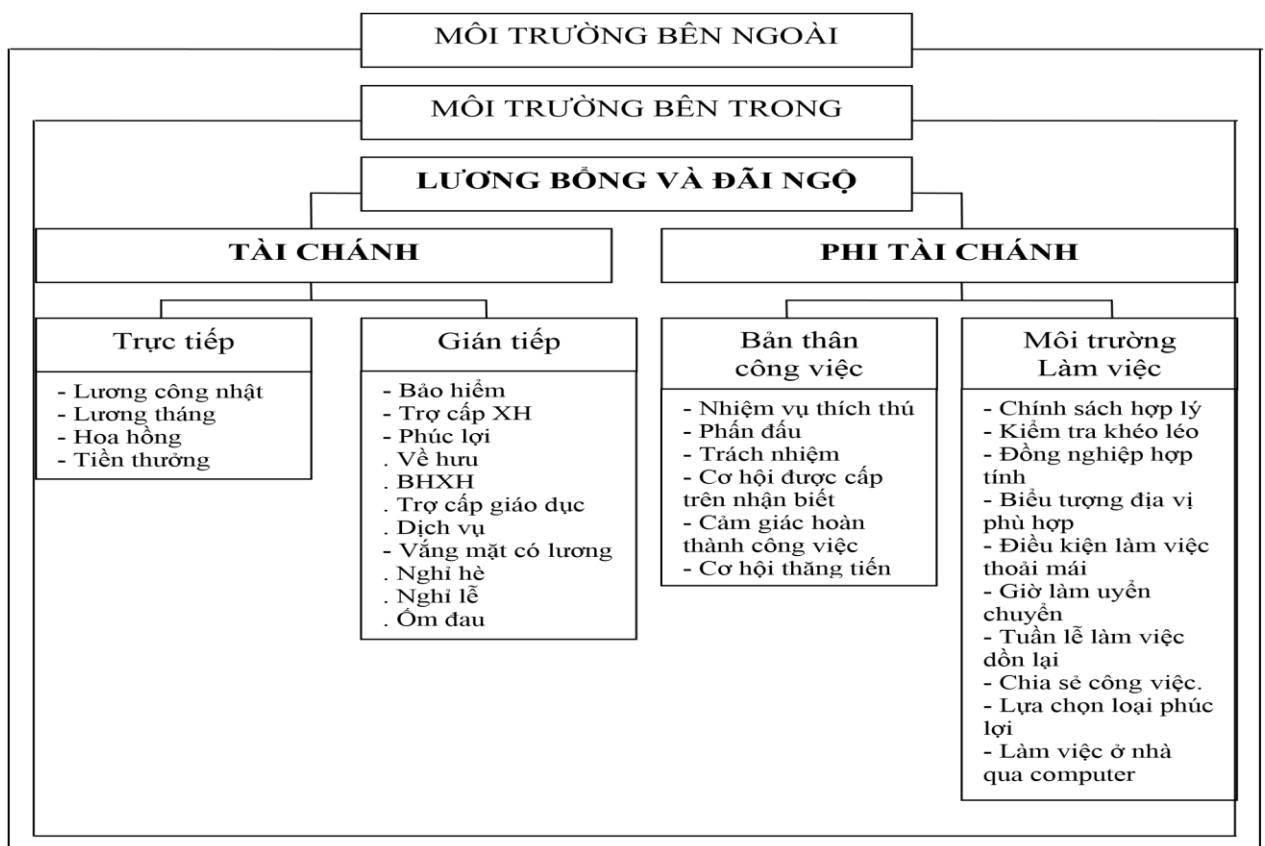 MÔI TRƯỜNG BÊN NGOÀI
MÔI TRƯỜNG BÊN TRONG
LƯƠNG BỔNG VÀ ĐÃI NGỘ
TÀI CHÁNH
PHI TÀI CHÁNH
Trực tiếp
- Lương công nhật
- Lương tháng
- Hoa hồng
- Tiền thưởng
Gián tiếp
- Bảo hiểm
- Trợ cấp XH
- Phúc lợi
. Về hưu
. BHXH
. Trợ cấp giáo dục
. Dịch vụ
- Vắng mặt có lương
. Nghỉ hè
. Nghỉ lễ
. Ốm đau
Bản thân
công việc
- Nhiệm vụ thích thú
- Phấn đấu
- Trách nhiệm
- Cơ hội được cấp
trên nhận biết
- Cảm giác hoàn
thành công việc
- Cơ hội thăng tiến
Môi trường
Làm việc
- Chính sách hợp lý
- Kiểm tra khéo léo
- Đồng nghiệp hợp
tính
- Biểu tượng địa vị
phù hợp
- Điều kiện làm việc
thoải mái
- Giờ làm uyển
chuyển
- Tuần lễ làm việc
dồn lại
- Chia sẻ công việc.
- Lựa chọn loại phúc
lợi
- Làm việc ở nhà
qua computer